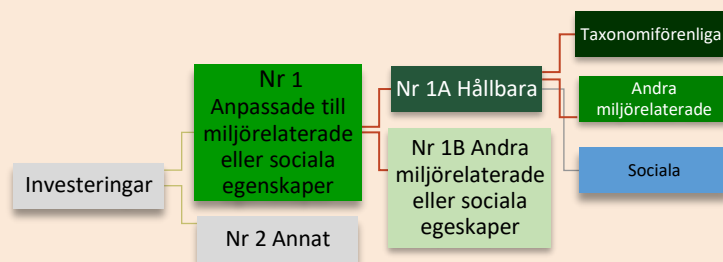 Investeringar
Nr 1
Anpassade till
miljörelaterade
eller sociala
egenskaper
Nr 2 Annat
Nr 1A Hållbara
Nr 1B Andra
miljörelaterade
eller sociala
egeskaper
Taxonomiförenliga
Andra
miljörelaterade
Sociala